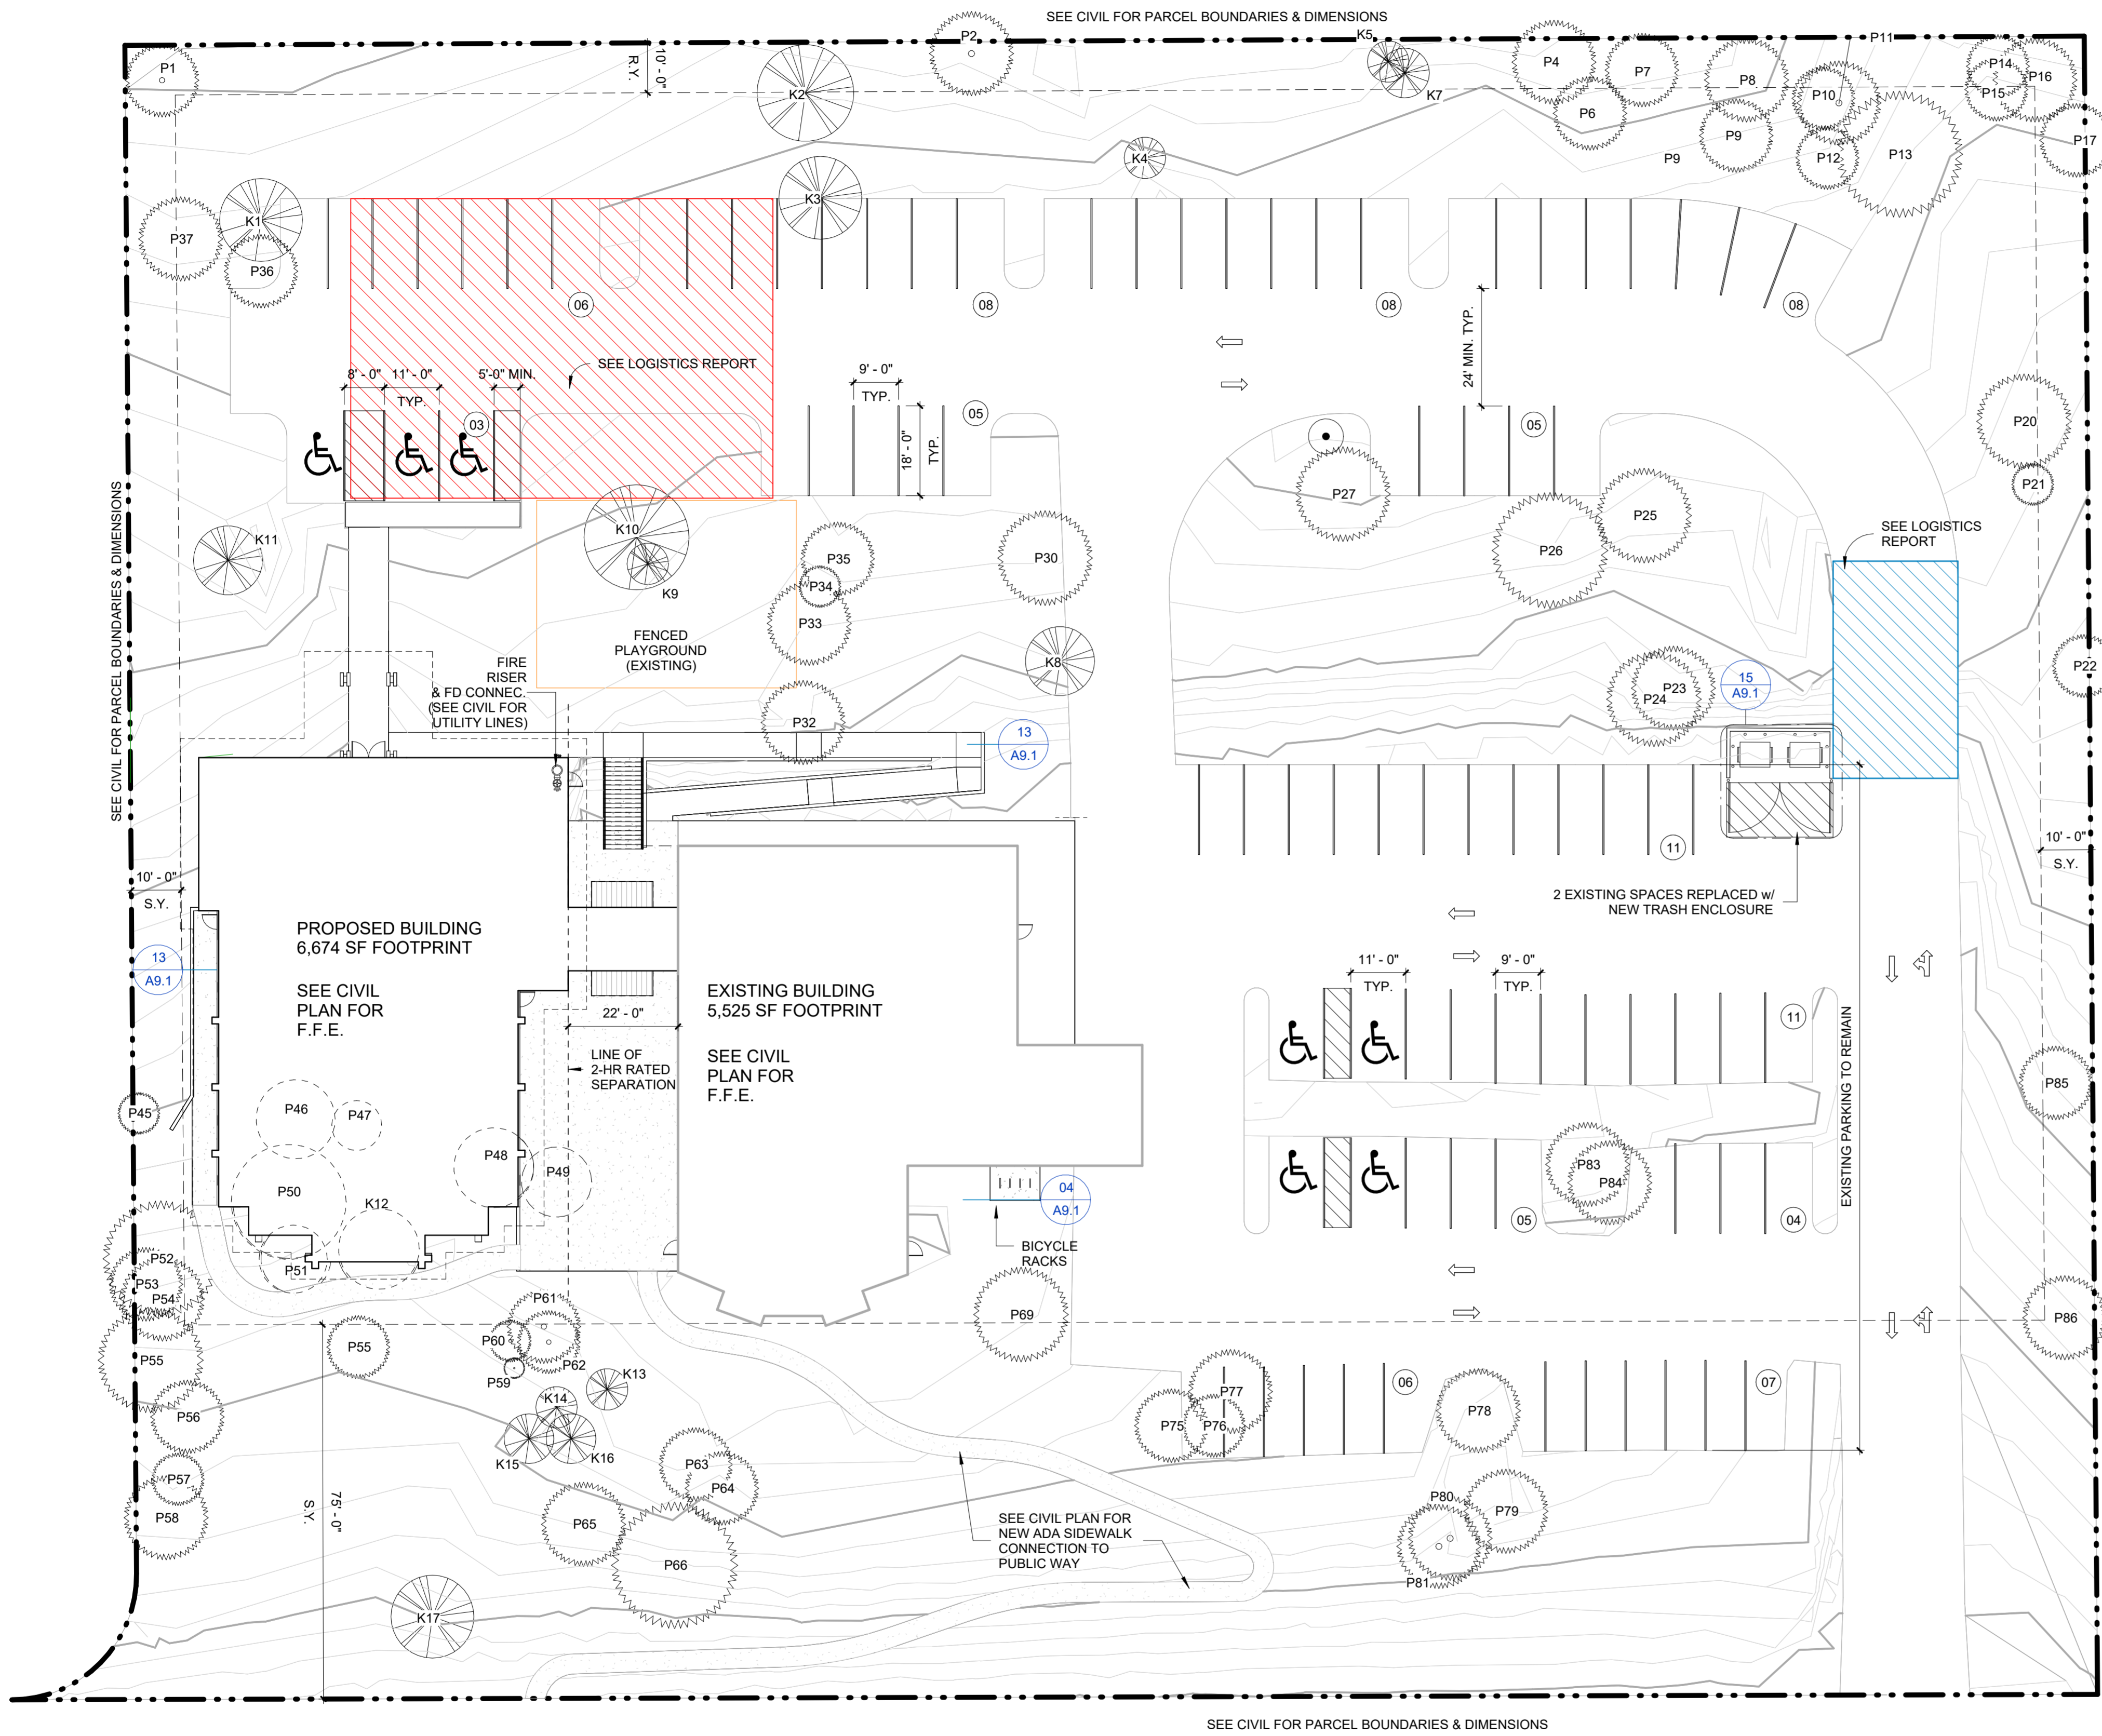 SEE CIVIL FOR PARCEL BOUNDARIES & DIMENSIONS
P1
10' - 0"
R.Y.
K2
P2
K5
K7
P4
P7
P6
P8
P9
P9
P10
P11
P12
P13
P14
P15
P16
P17
K4
K3
K1
P37
P36
06
08
08
08
SEE LOGISTICS REPORT
8' - 0"
11' - 0"
TYP.
5'-0" MIN.
03
9' - 0"
TYP.
18' - 0"
TYP.
05
24' MIN. TYP.
05
P20
P21
P27
P25
P26
SEE LOGISTICS
REPORT
SEE CIVIL FOR PARCEL BOUNDARIES & DIMENSIONS
K11
K10
K9
P35
P34
P33
P30
K8
FENCED
PLAYGROUND
(EXISTING)
FIRE
RISER
& FD CONNEC.
(SEE CIVIL FOR
UTILITY LINES)
P32
13
A9.1
P23
P24
15
A9.1
P22
10' - 0"
S.Y.
11
2 EXISTING SPACES REPLACED w/
NEW TRASH ENCLOSURE
10' - 0"
S.Y.
13
A9.1
PROPOSED BUILDING
6,674 SF FOOTPRINT
SEE CIVIL
PLAN FOR
F.F.E.
EXISTING BUILDING
5,525 SF FOOTPRINT
SEE CIVIL
PLAN FOR
F.F.E.
22' - 0"
LINE OF
2-HR RATED
SEPARATION
11' - 0"
TYP.
9' - 0"
TYP.
11
EXISTING PARKING TO REMAIN
P85
P45
P46
P47
P48
P49
P50
K12
P51
P52
P53
P54
P55
P55
P56
P57
P58
04
A9.1
BICYCLE
RACKS
P83
P84
05
04
P86
P69
P61
P60
P62
P59
K13
K14
K15
K16
P63
P64
P65
P66
K17
75' - 0"
S.Y.
P77
P75
P76
06
P78
07
P79
P80
P81
SEE CIVIL PLAN FOR
NEW ADA SIDEWALK
CONNECTION TO
PUBLIC WAY
SEE CIVIL FOR PARCEL BOUNDARIES & DIMENSIONS